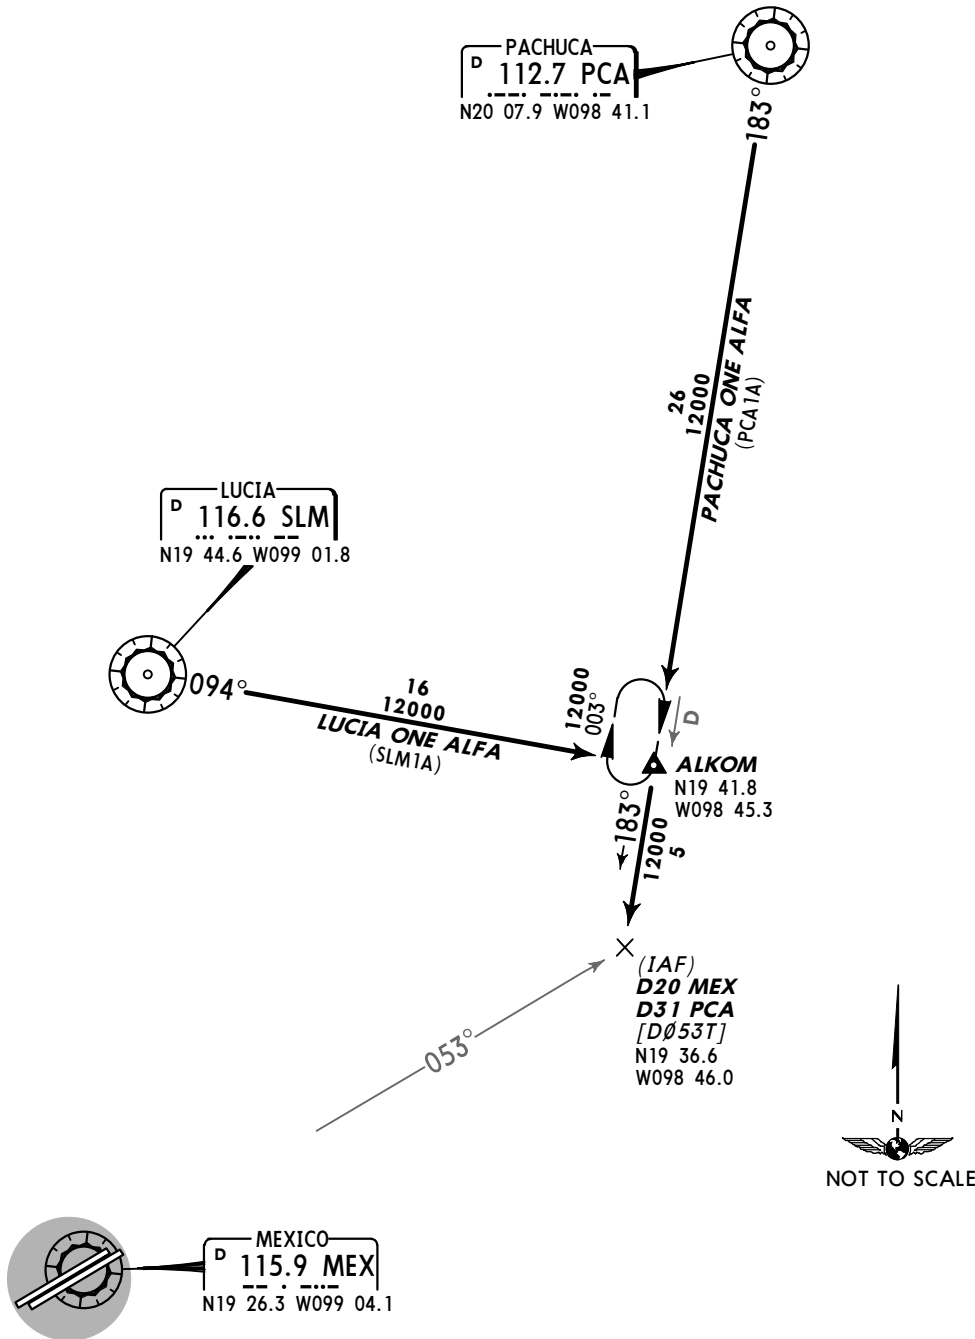 PACHUCA
D 112.7 PCA
N20 07.9 W098 41.1
183°
26
12000
PACHUCA ONE ALFA
(PCA1A)
LUCIA
D 116.6 SLM
N19 44.6 W099 01.8
094°
16
12000
LUCIA ONE ALFA
(SLM1A)
12000
003°
D
ALKOM
N19 41.8
W098 45.3
183°
12000
5
(IAF)
D20 MEX
D31 PCA
[DØ53T]
N19 36.6
W098 46.0
053°
N
NOT TO SCALE
MEXICO
D 115.9 MEX
N19 26.3 W099 04.1